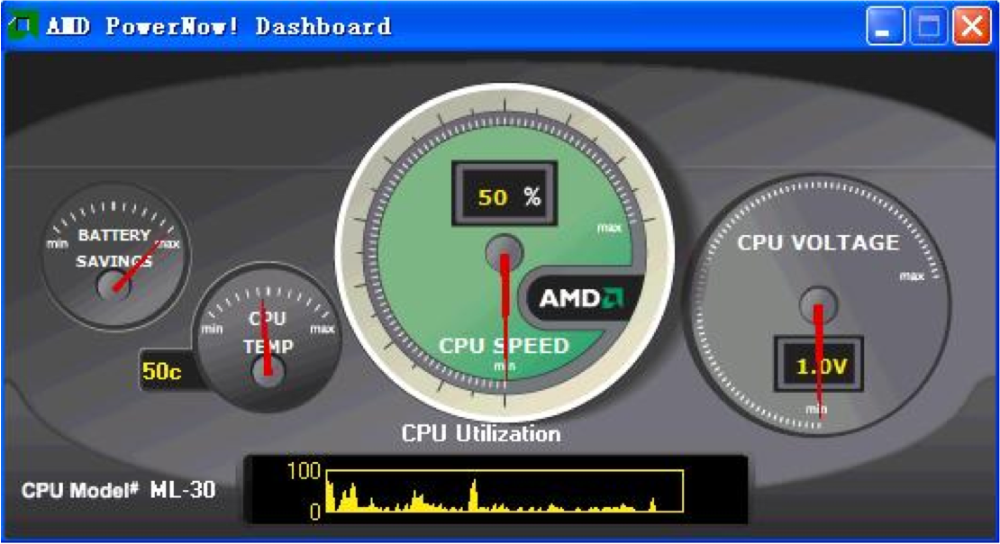 AMD PowerNow! Dashboard
50 %
max
AMD
CPU SPEED
min
min
BATTERY
SAVINGS
max
min
CPU
TEMP
max
50c
CPU VOLTAGE
max
1.0V
min
CPU Utilization
100
0
CPU Model# ML-30